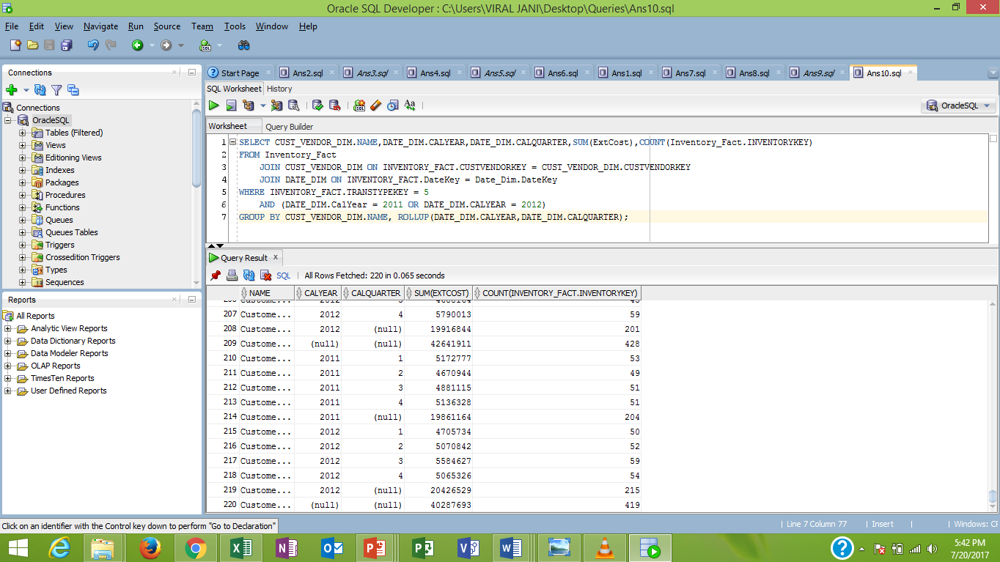 Oracle SQL Developer : C:\Users\VIRAL JANI\Desktop\Queries\Ans10.sql
File Edit View Navigate Run Source Team Tools Window Help
Connections
Connections
OracleSQL
Tables (Filtered)
Views
Editioning Views
Indexes
Packages
Procedures
Functions
Queues
Queues Tables
Triggers
Crossedition Triggers
Types
Sequences
Reports
All Reports
Analytic View Reports
Data Dictionary Reports
Data Modeler Reports
OLAP Reports
TimesTen Reports
User Defined Reports
Start Page Ans2.sql Ans3.sql Ans4.sql Ans5.sql Ans6.sql Ans1.sql Ans7.sql Ans8.sql Ans9.sql Ans10.sql
SQL Worksheet History
OracleSQL
Worksheet Query Builder
1 SELECT CUST_VENDOR_DIM.NAME,DATE_DIM.CALYEAR,DATE_DIM.CALQUARTER,SUM(ExtCost),COUNT(Inventory_Fact.INVENTORYKEY)
2 FROM Inventory_Fact
3 JOIN CUST_VENDOR_DIM ON INVENTORY_FACT.CUSTVENDORKEY = CUST_VENDOR_DIM.CUSTVENDORKEY
4 JOIN DATE_DIM ON INVENTORY_FACT.DateKey = Date_Dim.DateKey
5 WHERE INVENTORY_FACT.TRANSTYPEKEY = 5
6 AND (DATE_DIM.CalYear = 2011 OR DATE_DIM.CALYEAR = 2012)
7 GROUP BY CUST_VENDOR_DIM.NAME, ROLLUP(DATE_DIM.CALYEAR,DATE_DIM.CALQUARTER);
Query Result x
SQL | All Rows Fetched: 220 in 0.065 seconds
NAME CALYEAR CALQUARTER SUM(EXTCOST) COUNT(INVENTORY_FACT.INVENTORYKEY)
207 Custome... 2012 4 5790013 59
208 Custome... 2012 (null) 19916844 201
209 Custome... (null) (null) 42641911 428
210 Custome... 2011 1 5172777 53
211 Custome... 2011 2 4670944 49
212 Custome... 2011 3 4881115 51
213 Custome... 2011 4 5136328 51
214 Custome... 2011 (null) 19861164 204
215 Custome... 2012 1 4705734 50
216 Custome... 2012 2 5070842 52
217 Custome... 2012 3 5584627 59
218 Custome... 2012 4 5065326 54
219 Custome... 2012 (null) 20426529 215
220 Custome... (null) (null) 40287693 419
Click on an identifier with the Control key down to perform "Go to Declaration"
| Line 7 Column 77 | Insert | | Windows: CF
5:42 PM
7/20/2017